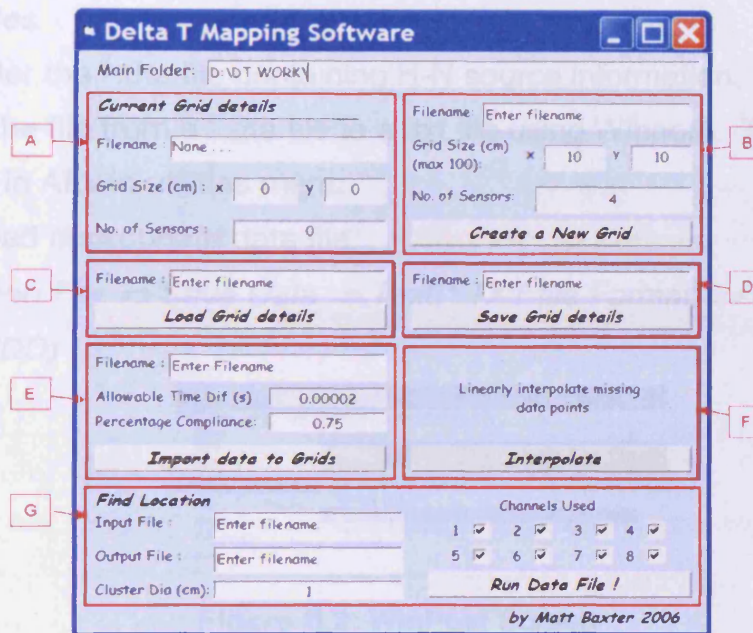 Delta T Mapping Software
Main Folder: D:\DT WORK\
A
Current Grid details
Filename: None
Grid Size (cm): x 0 y 0
No. of Sensors: 0
B
Filename: Enter filename
Grid Size (cm) x 10 y 10
(max 100):
No. of Sensors: 4
Create a New Grid
C
Filename: Enter filename
Load Grid details
D
Filename: Enter filename
Save Grid details
E
Filename: Enter Filename
Allowable Time Dif (s) 0.00002
Percentage Compliance: 0.75
Import data to Grids
F
Linearly interpolate missing
data points
Interpolate
G
Find Location
Input File: Enter filename
Output File: Enter filename
Cluster Dia (cm): 1
Channels Used
1 2 3 4
5 6 7 8
Run Data File !
by Matt Baxter 2006